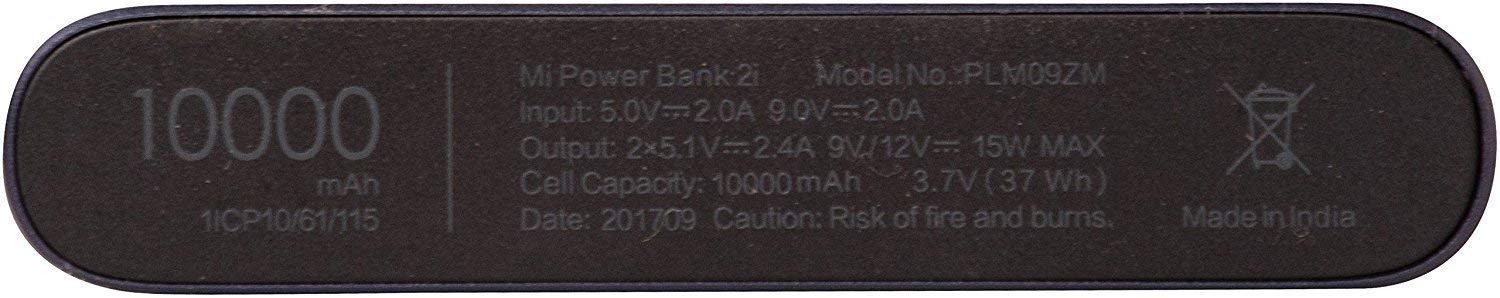 10000
mAh
1ICP10/61/115
Mi Power Bank 2i Model No.:PLM09ZM
Input: 5.0V⎓2.0A 9.0V⎓2.0A
Output: 2×5.1V⎓2.4A 9V/12V⎓ 15W MAX
Cell Capacity: 10000mAh 3.7V(37 Wh)
Date: 201709 Caution: Risk of fire and burns.
Made in India